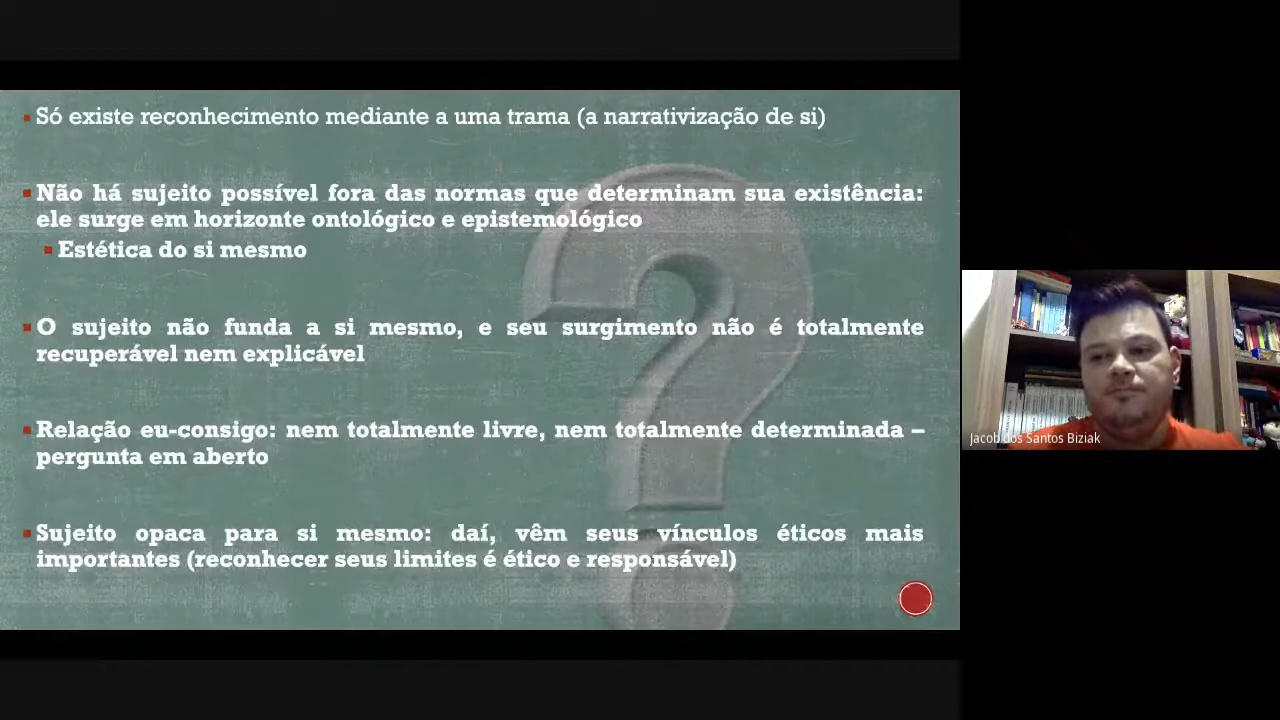 Só existe reconhecimento mediante a uma trama (a narrativização de si)
Não há sujeito possível fora das normas que determinam sua existência:
ele surge em horizonte ontológico e epistemológico
Estética do si mesmo
O sujeito não funda a si mesmo, e seu surgimento não é totalmente
recuperável nem explicável
Relação eu-consigo: nem totalmente livre, nem totalmente determinada –
pergunta em aberto
Sujeito opaca para si mesmo: daí, vêm seus vínculos éticos mais
importantes (reconhecer seus limites é ético e responsável)
Jacob dos Santos Biziak